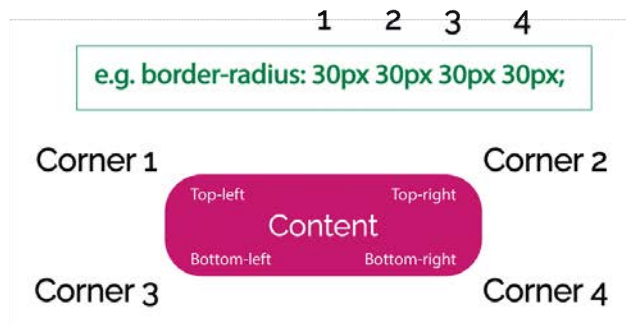 1 2 3 4
e.g. border-radius: 30px 30px 30px 30px;
Corner 1 Corner 2
Top-left Top-right
Content
Bottom-left Bottom-right
Corner 3 Corner 4